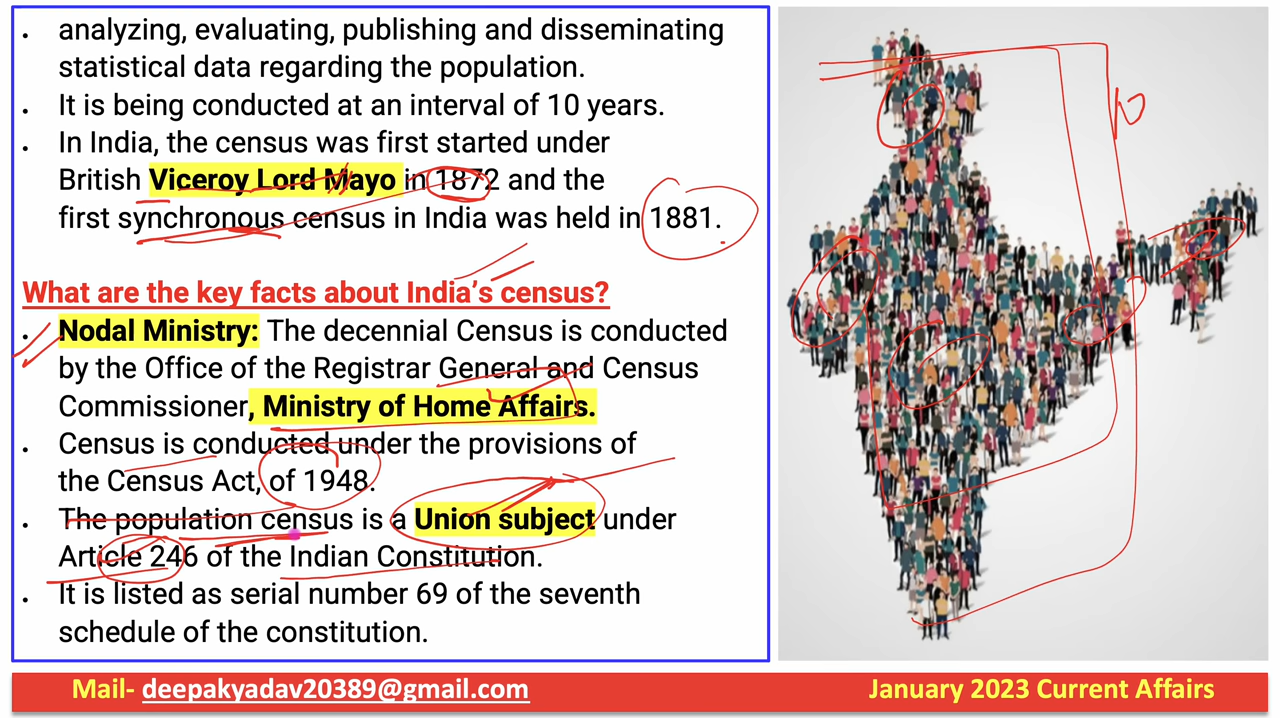 • analyzing, evaluating, publishing and disseminating
statistical data regarding the population.
• It is being conducted at an interval of 10 years.
• In India, the census was first started under
British Viceroy Lord Mayo in 1872 and the
first synchronous census in India was held in 1881.
What are the key facts about India's census?
• Nodal Ministry: The decennial Census is conducted
by the Office of the Registrar General and Census
Commissioner, Ministry of Home Affairs.
• Census is conducted under the provisions of
the Census Act, of 1948.
• The population census is a Union subject under
Article 246 of the Indian Constitution.
• It is listed as serial number 69 of the seventh
schedule of the constitution.
10
Mail- deepakyadav20389@gmail.com
January 2023 Current Affairs